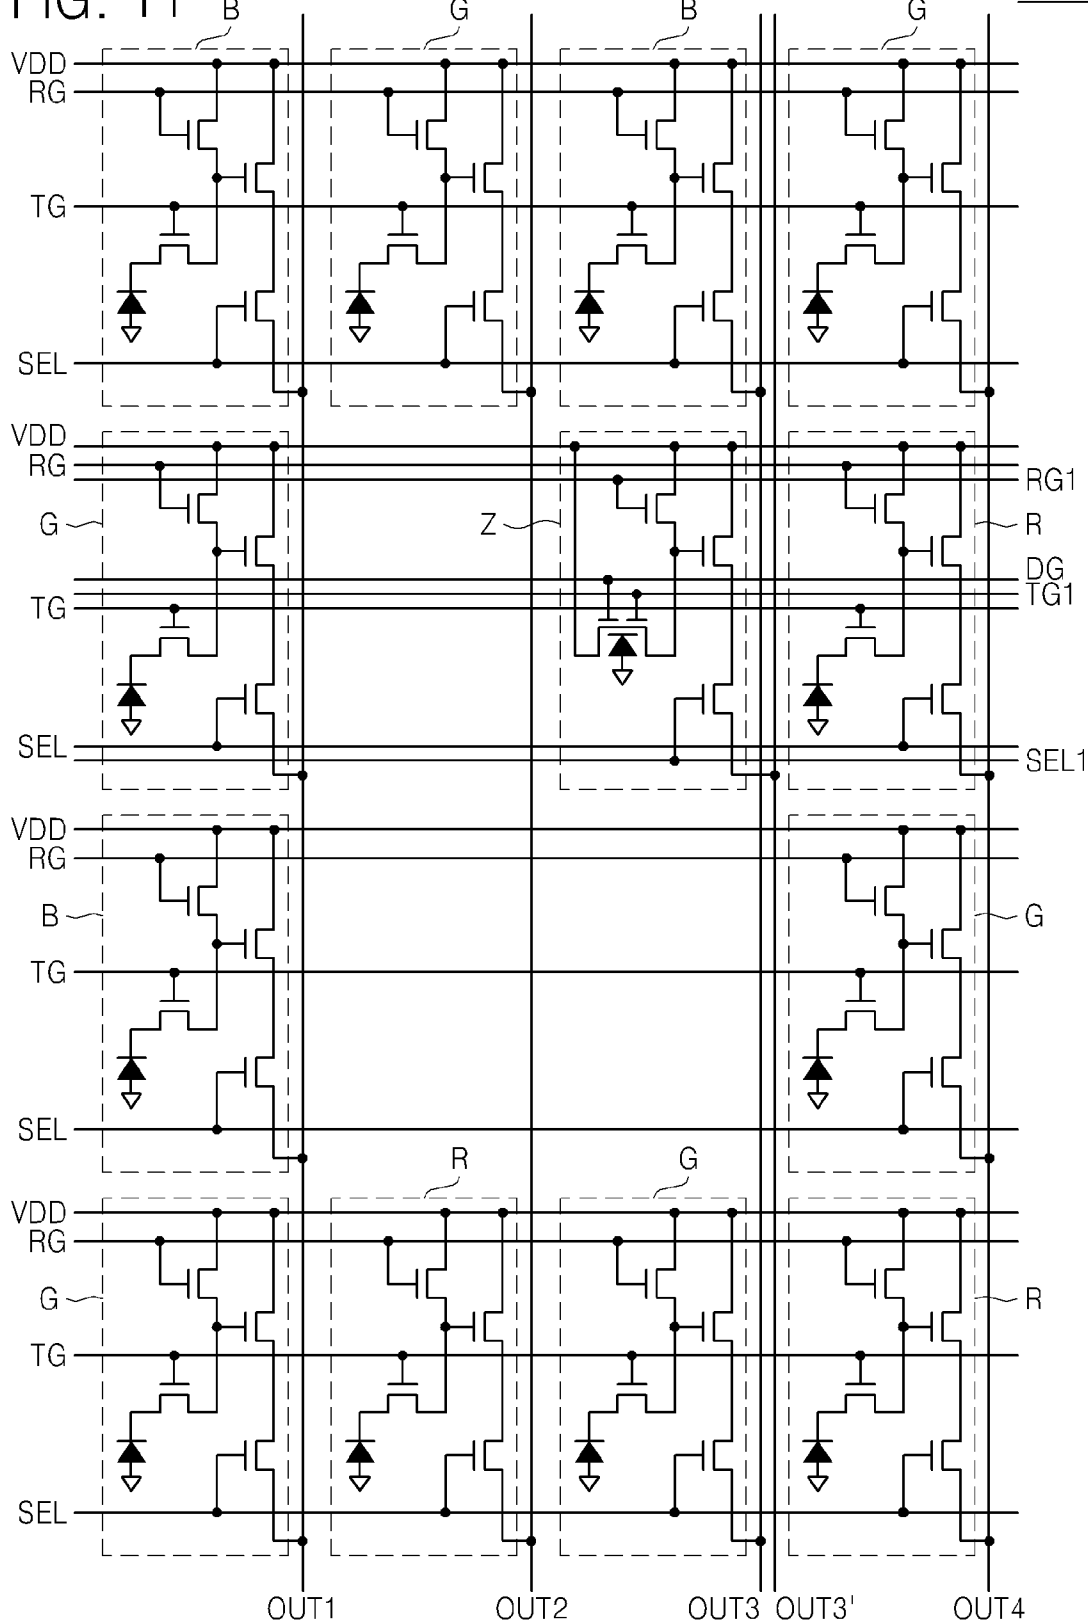 FIG. 11
B G B G
VDD
RG
TG
SEL
VDD
RG RG1
G Z R
DG
TG1
TG
SEL
SEL1
VDD
RG
B G
TG
SEL
R G
VDD
RG
G R
TG
SEL
OUT1 OUT2 OUT3 OUT3' OUT4